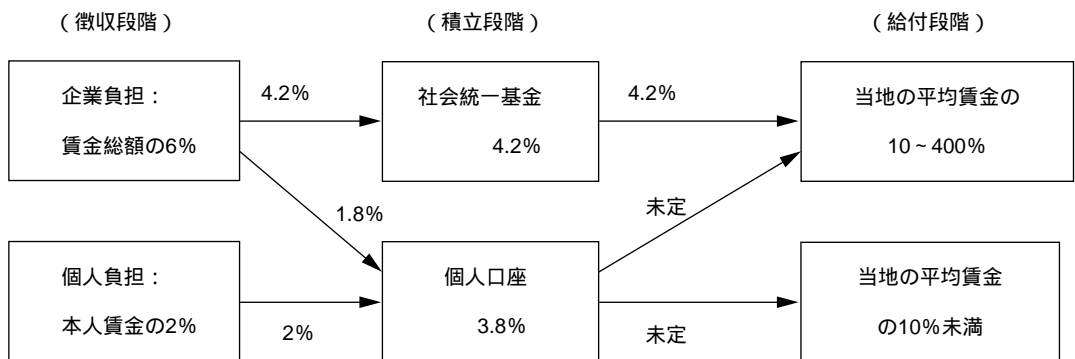 （徴収段階）
（積立段階）
（給付段階）
企業負担：
賃金総額の6%
4.2%
社会統一基金
4.2%
4.2%
当地の平均賃金の
10～400%
1.8%
未定
個人負担：
本人賃金の2%
2%
個人口座
3.8%
未定
当地の平均賃金
の10%未満